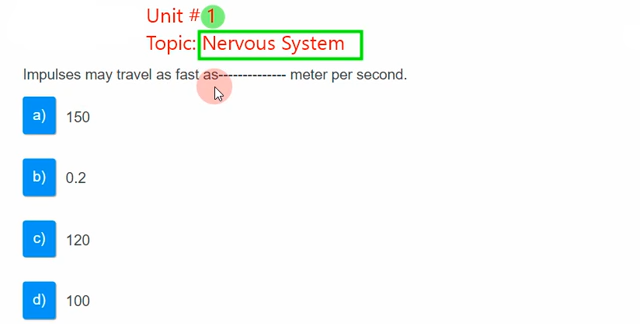 Unit # 1
Topic: Nervous System
Impulses may travel as fast as-------------- meter per second.
a) 150
b) 0.2
c) 120
d) 100